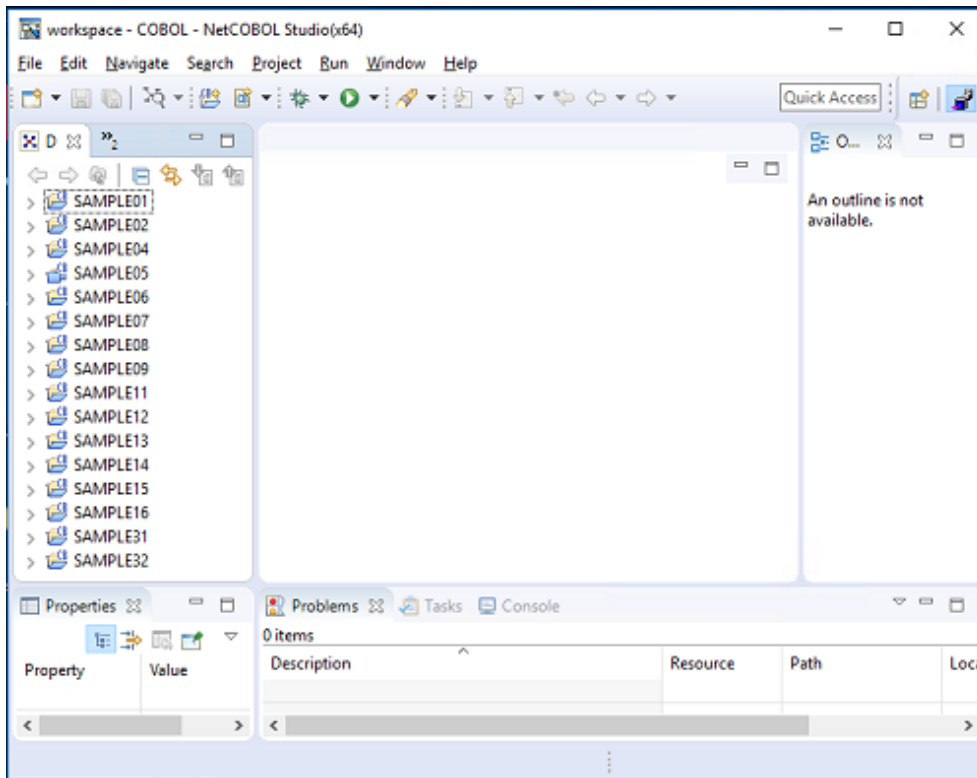 workspace - COBOL - NetCOBOL Studio(x64)
File Edit Navigate Search Project Run Window Help
Quick Access
D
»2
O...
An outline is not
available.
SAMPLE01
SAMPLE02
SAMPLE04
SAMPLE05
SAMPLE06
SAMPLE07
SAMPLE08
SAMPLE09
SAMPLE11
SAMPLE12
SAMPLE13
SAMPLE14
SAMPLE15
SAMPLE16
SAMPLE31
SAMPLE32
Properties
Property Value
Problems Tasks Console
0 items
Description Resource Path Loca